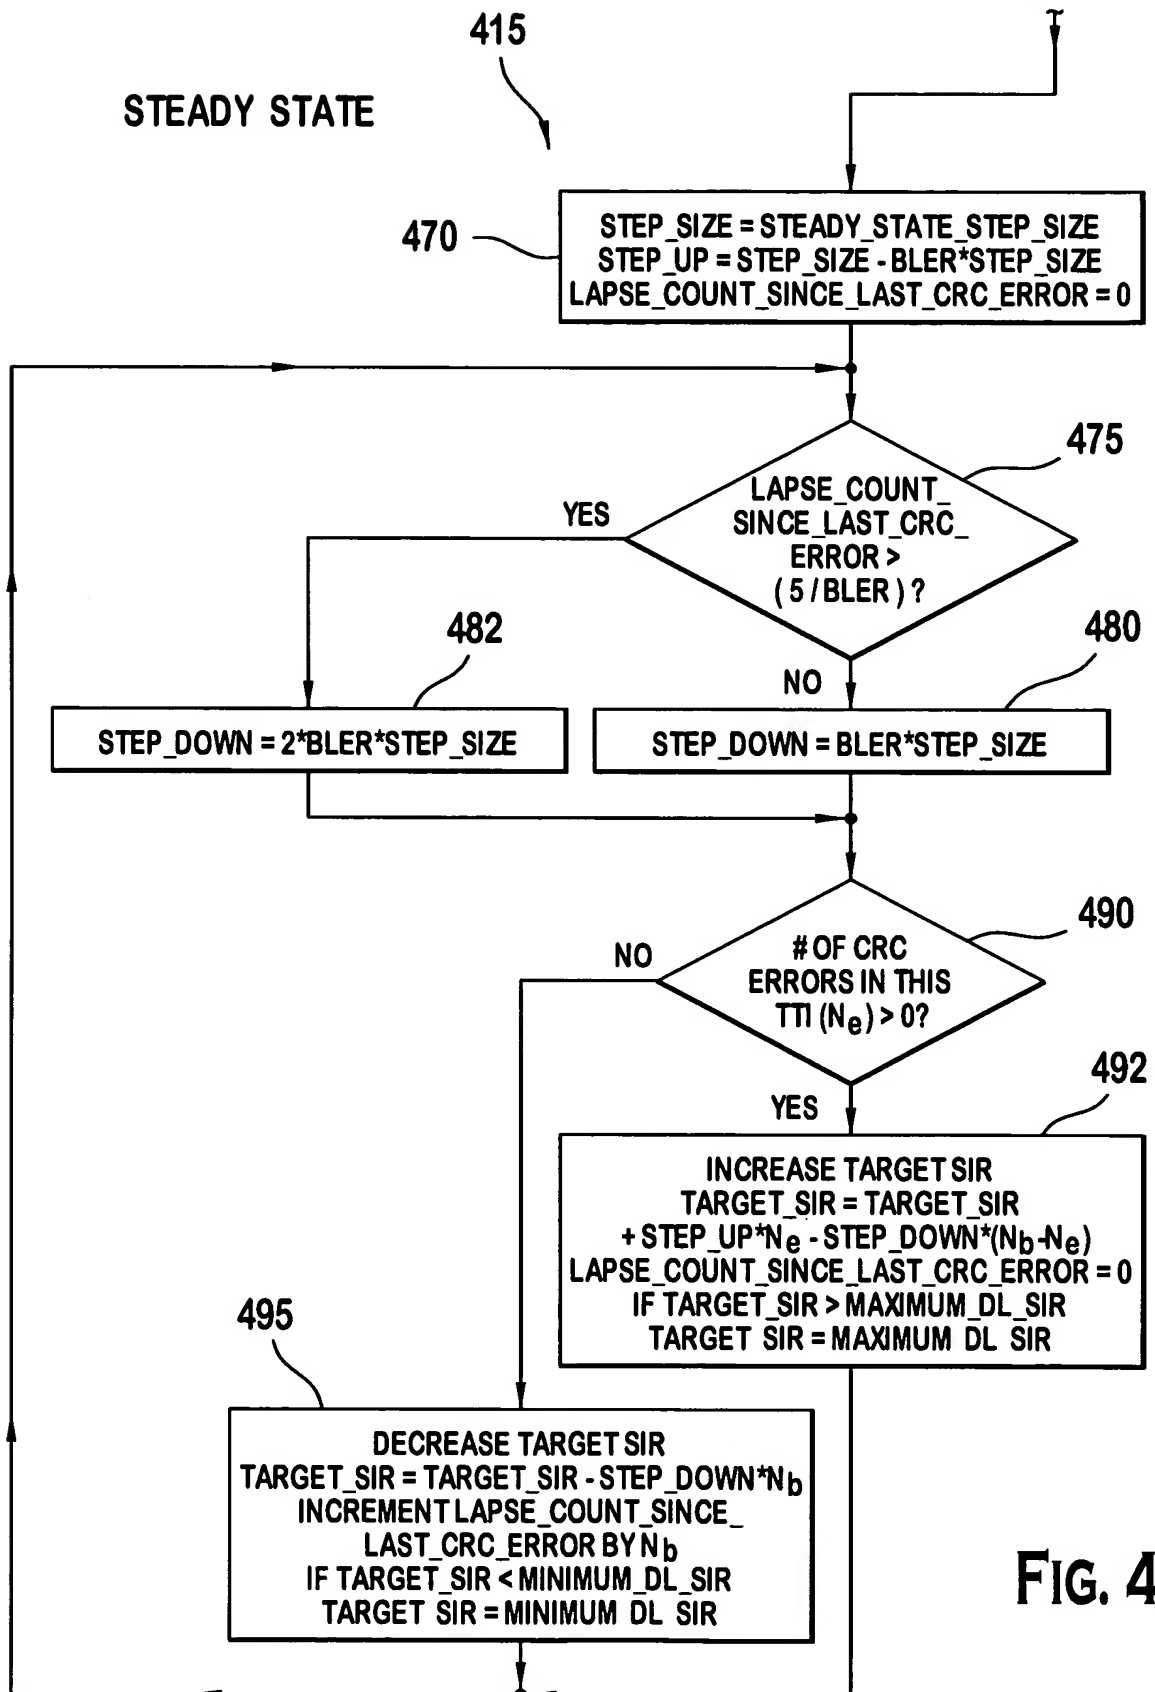 415
STEADY STATE
470
STEP_SIZE = STEADY_STATE_STEP_SIZE
STEP_UP = STEP_SIZE - BLER*STEP_SIZE
LAPSE_COUNT_SINCE_LAST_CRC_ERROR = 0
475
LAPSE_COUNT_
SINCE_LAST_CRC_
ERROR >
( 5 / BLER ) ?
YES
NO
482
480
STEP_DOWN = 2*BLER*STEP_SIZE
STEP_DOWN = BLER*STEP_SIZE
490
# OF CRC
ERRORS IN THIS
TTI (Ne) > 0?
NO
YES
492
INCREASE TARGET SIR
TARGET_SIR = TARGET_SIR
+ STEP_UP*Ne - STEP_DOWN*(Nb-Ne)
LAPSE_COUNT_SINCE_LAST_CRC_ERROR = 0
IF TARGET_SIR > MAXIMUM_DL_SIR
TARGET SIR = MAXIMUM DL SIR
495
DECREASE TARGET SIR
TARGET_SIR = TARGET_SIR - STEP_DOWN*Nb
INCREMENT LAPSE_COUNT_SINCE_
LAST_CRC_ERROR BY Nb
IF TARGET_SIR < MINIMUM_DL_SIR
TARGET SIR = MINIMUM DL SIR
FIG. 4